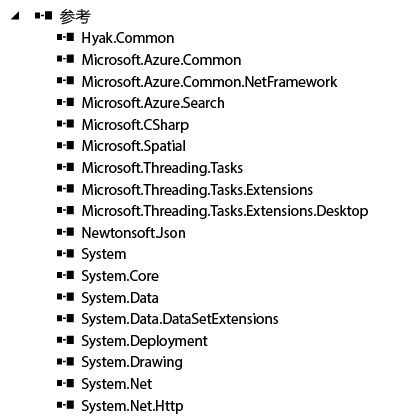 参考
Hyak.Common
Microsoft.Azure.Common
Microsoft.Azure.Common.NetFramework
Microsoft.Azure.Search
Microsoft.CSharp
Microsoft.Spatial
Microsoft.Threading.Tasks
Microsoft.Threading.Tasks.Extensions
Microsoft.Threading.Tasks.Extensions.Desktop
Newtonsoft.Json
System
System.Core
System.Data
System.Data.DataSetExtensions
System.Deployment
System.Drawing
System.Net
System.Net.Http